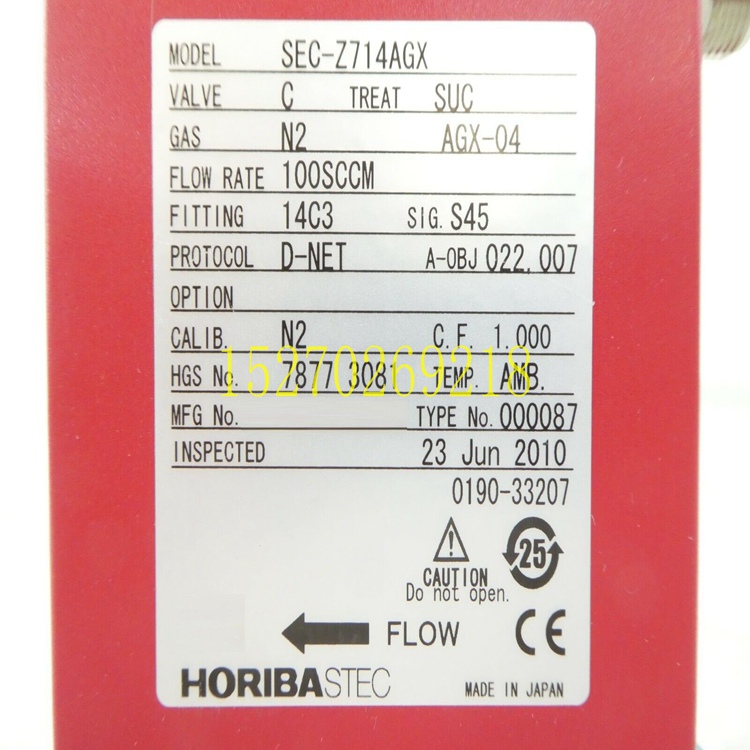 MODEL SEC-Z714AGX
VALVE C TREAT SUC
GAS N2 AGX-04
FLOW RATE 100SCCM
FITTING 14C3 SIG. S45
PROTOCOL D-NET A-OBJ 022.007
OPTION
CALIB. N2 C.F. 1.000
15270269218
HGS No. 7877 3081 TEMP. AMB.
MFG No. TYPE No. 000087
INSPECTED 23 Jun 2010
0190-33207
25
CAUTION
Do not open.
FLOW
CE
HORIBASTEC MADE IN JAPAN